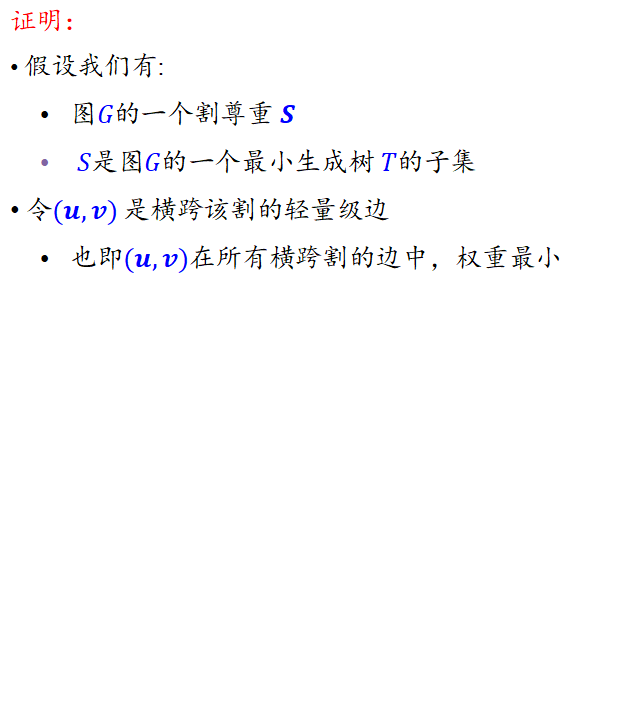 证明：
• 假设我们有:
• 图G的一个割尊重 S
• S是图G的一个最小生成树 T的子集
• 令(u, v) 是横跨该割的轻量级边
• 也即(u, v)在所有横跨割的边中，权重最小